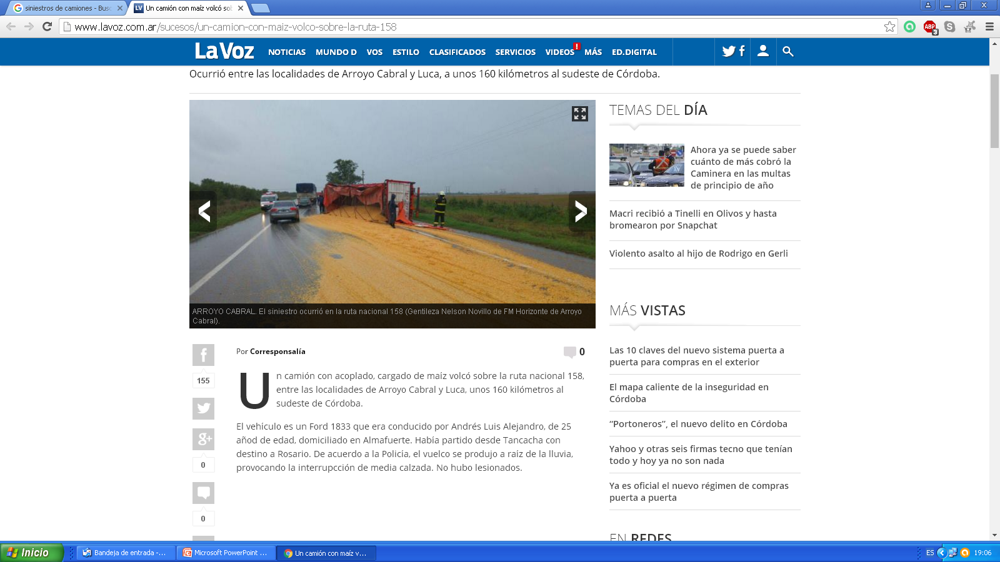 siniestros de camiones - Bus
Un camión con maíz volcó so
www.lavoz.com.ar/sucesos/un-camion-con-maiz-volco-sobre-la-ruta-158
ABP
3
La Voz
NOTICIAS MUNDO D VOS ESTILO CLASIFICADOS SERVICIOS VIDEOS ! MÁS ED.DIGITAL
Ocurrió entre las localidades de Arroyo Cabral y Luca, a unos 160 kilómetros al sudeste de Córdoba.
ARROYO CABRAL. El siniestro ocurrió en la ruta nacional 158 (Gentileza Nelson Novillo de FM Horizonte de Arroyo
Cabral).
Por Corresponsalía
0
Un camión con acoplado, cargado de maíz volcó sobre la ruta nacional 158,
entre las localidades de Arroyo Cabral y Luca, unos 160 kilómetros al
sudeste de Córdoba.
El vehículo es un Ford 1833 que era conducido por Andrés Luis Alejandro, de 25
añod de edad, domiciliado en Almafuerte. Había partido desde Tancacha con
destino a Rosario. De acuerdo a la Policía, el vuelco se produjo a raíz de la lluvia,
provocando la interrupcción de media calzada. No hubo lesionados.
155
0
0
TEMAS DEL DÍA
Ahora ya se puede saber
cuánto de más cobró la
Caminera en las multas
de principio de año
Macri recibió a Tinelli en Olivos y hasta
bromearon por Snapchat
Violento asalto al hijo de Rodrigo en Gerli
MÁS VISTAS
Las 10 claves del nuevo sistema puerta a
puerta para compras en el exterior
El mapa caliente de la inseguridad en
Córdoba
“Portoneros”, el nuevo delito en Córdoba
Yahoo y otras seis firmas tecno que tenían
todo y hoy ya no son nada
Ya es oficial el nuevo régimen de compras
puerta a puerta
EN REDES
Inicio
Bandeja de entrada -...
Microsoft PowerPoint ...
Un camión con maíz v...
ES
19:06